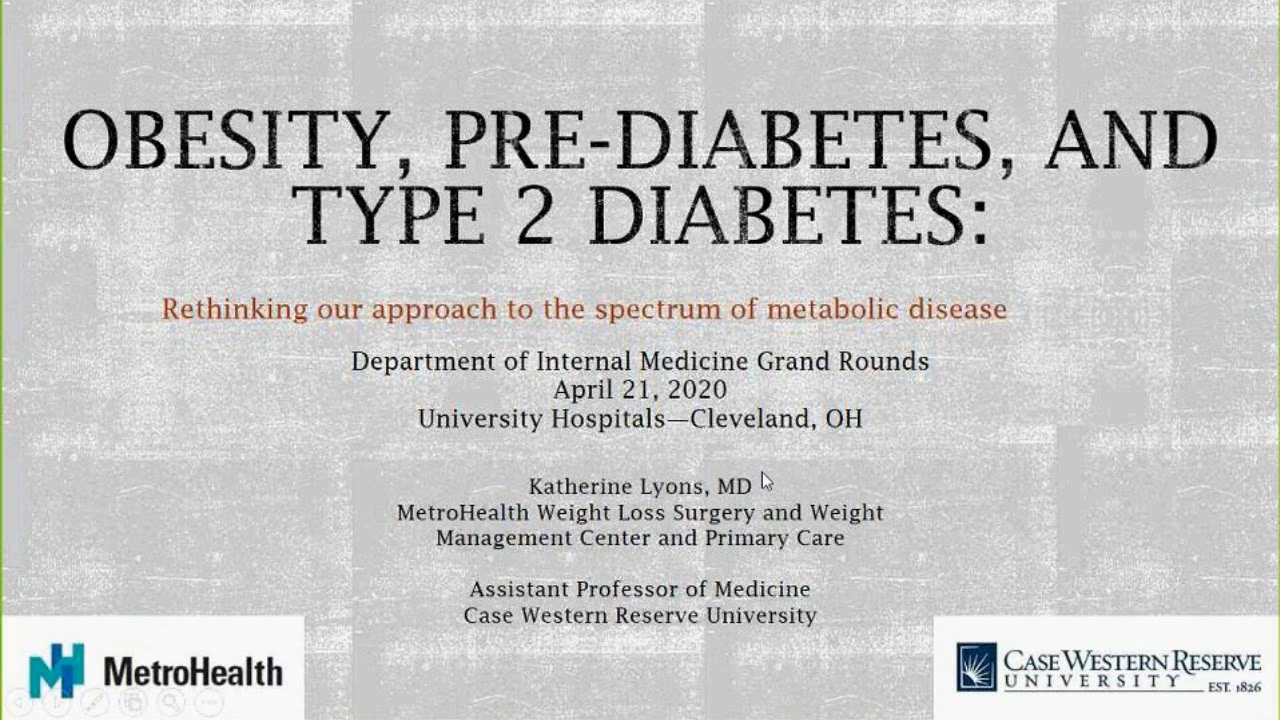 OBESITY, PRE-DIABETES, AND
TYPE 2 DIABETES:
Rethinking our approach to the spectrum of metabolic disease
Department of Internal Medicine Grand Rounds
April 21, 2020
University Hospitals—Cleveland, OH
Katherine Lyons, MD
MetroHealth Weight Loss Surgery and Weight
Management Center and Primary Care
Assistant Professor of Medicine
Case Western Reserve University
MetroHealth
CASE WESTERN RESERVE
UNIVERSITY
EST. 1826